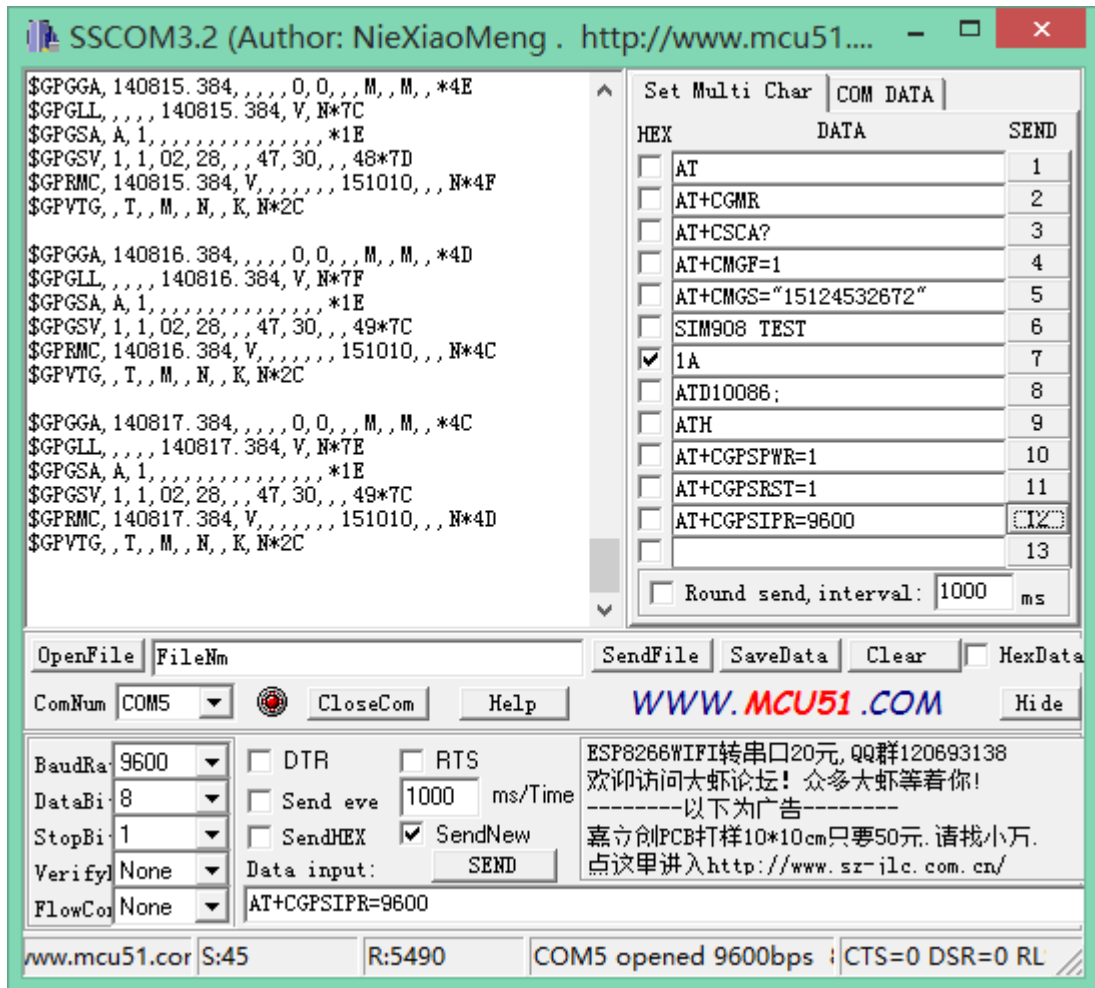 SSCOM3.2 (Author: NieXiaoMeng . http://www.mcu51....
$GPGGA,140815.384,,,,,0,0,,,M,,M,,*4E
$GPGLL,,,,,140815.384,V,N*7C
$GPGSA,A,1,,,,,,,,,,,,,,,*1E
$GPGSV,1,1,02,28,,,47,30,,,48*7D
$GPRMC,140815.384,V,,,,,,,151010,,,N*4F
$GPVTG,,T,,M,,N,,K,N*2C
$GPGGA,140816.384,,,,,0,0,,,M,,M,,*4D
$GPGLL,,,,,140816.384,V,N*7F
$GPGSA,A,1,,,,,,,,,,,,,,,*1E
$GPGSV,1,1,02,28,,,47,30,,,49*7C
$GPRMC,140816.384,V,,,,,,,151010,,,N*4C
$GPVTG,,T,,M,,N,,K,N*2C
$GPGGA,140817.384,,,,,0,0,,,M,,M,,*4C
$GPGLL,,,,,140817.384,V,N*7E
$GPGSA,A,1,,,,,,,,,,,,,,,*1E
$GPGSV,1,1,02,28,,,47,30,,,49*7C
$GPRMC,140817.384,V,,,,,,,151010,,,N*4D
$GPVTG,,T,,M,,N,,K,N*2C
Set Multi Char COM DATA
HEX DATA SEND
AT 1
AT+CGMR 2
AT+CSCA? 3
AT+CMGF=1 4
AT+CMGS="15124532672" 5
SIM908 TEST 6
1A 7
ATD10086; 8
ATH 9
AT+CGPSPWR=1 10
AT+CGPSRST=1 11
AT+CGPSIPR=9600 12
13
Round send,interval: 1000 ms
OpenFile FileNm SendFile SaveData Clear HexData
ComNum COM5 CloseCom Help WWW.MCU51.COM Hide
BaudRa 9600 DTR RTS
DataBi 8 Send eve 1000 ms/Time
StopBi 1 SendHEX SendNew
Verify None Data input: SEND
FlowCo None AT+CGPSIPR=9600
ESP8266WIFI转串口20元,QQ群120693138
欢迎访问大虾论坛! 众多大虾等着你!
--------以下为广告--------
嘉立创PCB打样10*10cm只要50元.请找小万.
点这里进入http://www.sz-jlc.com.cn/
www.mcu51.cor S:45 R:5490 COM5 opened 9600bps CTS=0 DSR=0 RL